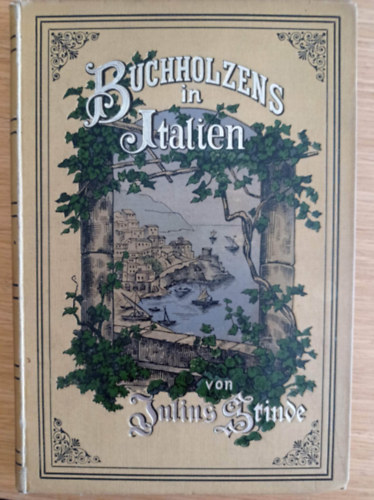 Buchholzens
in
Italien
von
Julius Stinde